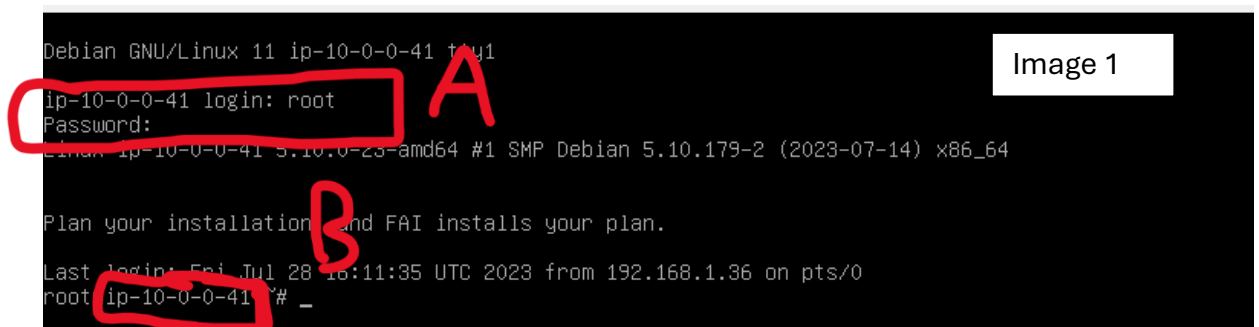 Debian GNU/Linux 11 ip-10-0-0-41 tty1
Image 1
A
ip-10-0-0-41 login: root
Password:
Linux ip-10-0-0-41 5.10.0-23-amd64 #1 SMP Debian 5.10.179-2 (2023-07-14) x86_64
B
Plan your installation, and FAI installs your plan.
Last login: Fri Jul 28 16:11:35 UTC 2023 from 192.168.1.36 on pts/0
root@ip-10-0-0-41:~# _